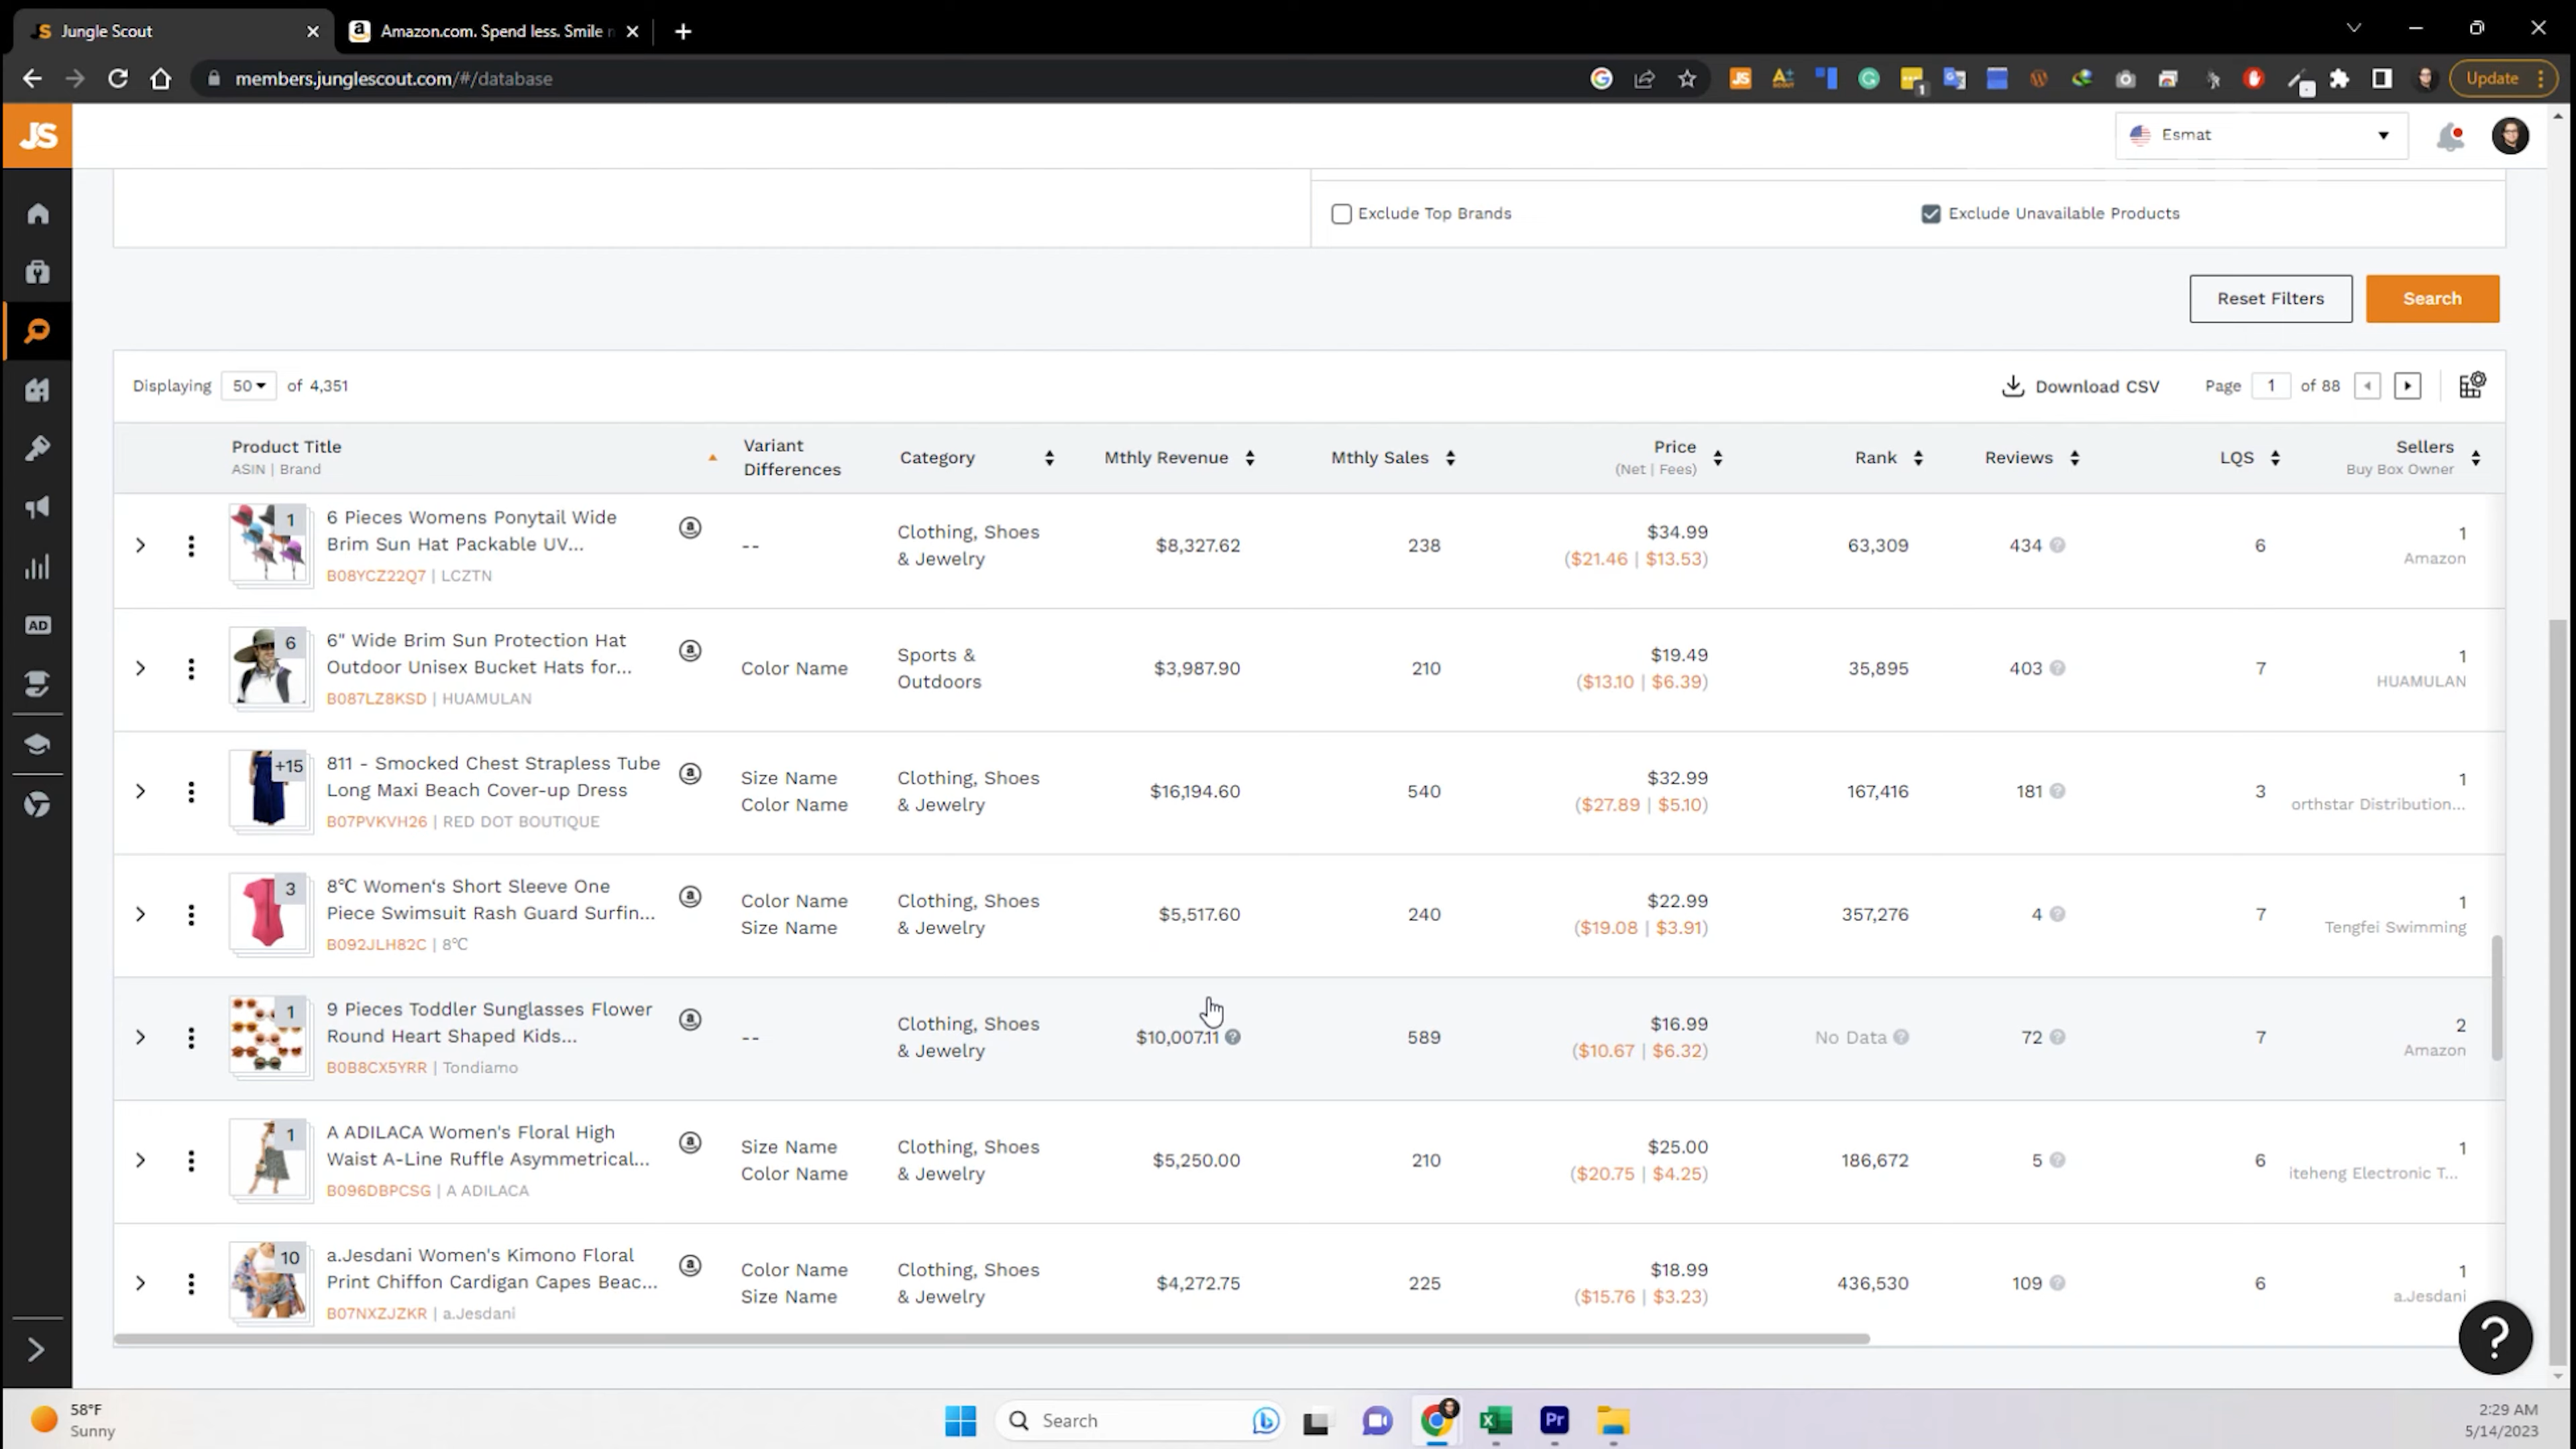 Jungle Scout
Amazon.com. Spend less. Smile
members.junglescout.com/#/database
1
Update
JS
Esmat
Exclude Top Brands
Exclude Unavailable Products
Reset Filters
Search
Displaying 50 of 4,351
Download CSV
Page 1 of 88
Product Title
ASIN | Brand
Variant
Differences
Category
Mthly Revenue
Mthly Sales
Price
(Net | Fees)
Rank
Reviews
LQS
Sellers
Buy Box Owner
1
6 Pieces Womens Ponytail Wide
Brim Sun Hat Packable UV...
B08YCZ22Q7 | LCZTN
--
Clothing, Shoes
& Jewelry
$8,327.62
238
$34.99
($21.46 | $13.53)
63,309
434
6
1
Amazon
6
6" Wide Brim Sun Protection Hat
Outdoor Unisex Bucket Hats for...
B087LZ8KSD | HUAMULAN
Color Name
Sports &
Outdoors
$3,987.90
210
$19.49
($13.10 | $6.39)
35,895
403
7
1
HUAMULAN
+15
811 - Smocked Chest Strapless Tube
Long Maxi Beach Cover-up Dress
B07PVKVH26 | RED DOT BOUTIQUE
Size Name
Color Name
Clothing, Shoes
& Jewelry
$16,194.60
540
$32.99
($27.89 | $5.10)
167,416
181
3
1
orthstar Distribution...
3
8℃ Women's Short Sleeve One
Piece Swimsuit Rash Guard Surfin...
B092JLH82C | 8℃
Color Name
Size Name
Clothing, Shoes
& Jewelry
$5,517.60
240
$22.99
($19.08 | $3.91)
357,276
4
7
1
Tengfei Swimming
1
9 Pieces Toddler Sunglasses Flower
Round Heart Shaped Kids...
B0B8CX5YRR | Tondiamo
--
Clothing, Shoes
& Jewelry
$10,007.11
589
$16.99
($10.67 | $6.32)
No Data
72
7
2
Amazon
1
A ADILACA Women's Floral High
Waist A-Line Ruffle Asymmetrical...
B096DBPCSG | A ADILACA
Size Name
Color Name
Clothing, Shoes
& Jewelry
$5,250.00
210
$25.00
($20.75 | $4.25)
186,672
5
6
1
iteheng Electronic T...
10
a.Jesdani Women's Kimono Floral
Print Chiffon Cardigan Capes Beac...
B07NXZJZKR | a.Jesdani
Color Name
Size Name
Clothing, Shoes
& Jewelry
$4,272.75
225
$18.99
($15.76 | $3.23)
436,530
109
6
1
a.Jesdani
AD
58°F
Sunny
Search
Pr
2:29 AM
5/14/2023